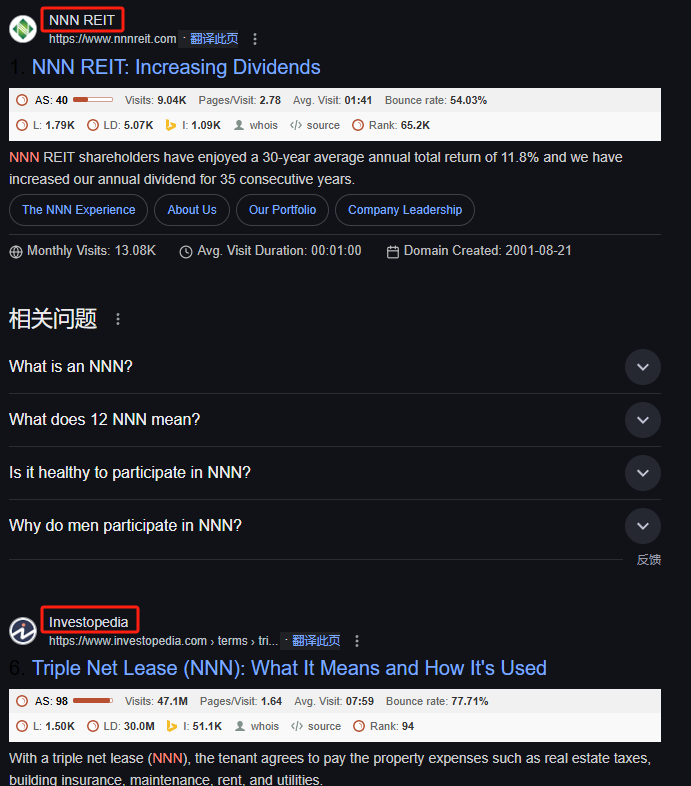 NNN REIT
https://www.nnnreit.com · 翻译此页
1. NNN REIT: Increasing Dividends
AS: 40 Visits: 9.04K Pages/Visit: 2.78 Avg. Visit: 01:41 Bounce rate: 54.03%
L: 1.79K LD: 5.07K I: 1.09K whois </> source Rank: 65.2K
NNN REIT shareholders have enjoyed a 30-year average annual total return of 11.8% and we have
increased our annual dividend for 35 consecutive years.
The NNN Experience About Us Our Portfolio Company Leadership
Monthly Visits: 13.08K Avg. Visit Duration: 00:01:00 Domain Created: 2001-08-21
相关问题
What is an NNN?
What does 12 NNN mean?
Is it healthy to participate in NNN?
Why do men participate in NNN?
反馈
Investopedia
https://www.investopedia.com › terms › tri... · 翻译此页
6. Triple Net Lease (NNN): What It Means and How It's Used
AS: 98 Visits: 47.1M Pages/Visit: 1.64 Avg. Visit: 07:59 Bounce rate: 77.71%
L: 1.50K LD: 30.0M I: 51.1K whois </> source Rank: 94
With a triple net lease (NNN), the tenant agrees to pay the property expenses such as real estate taxes,
building insurance, maintenance, rent, and utilities.